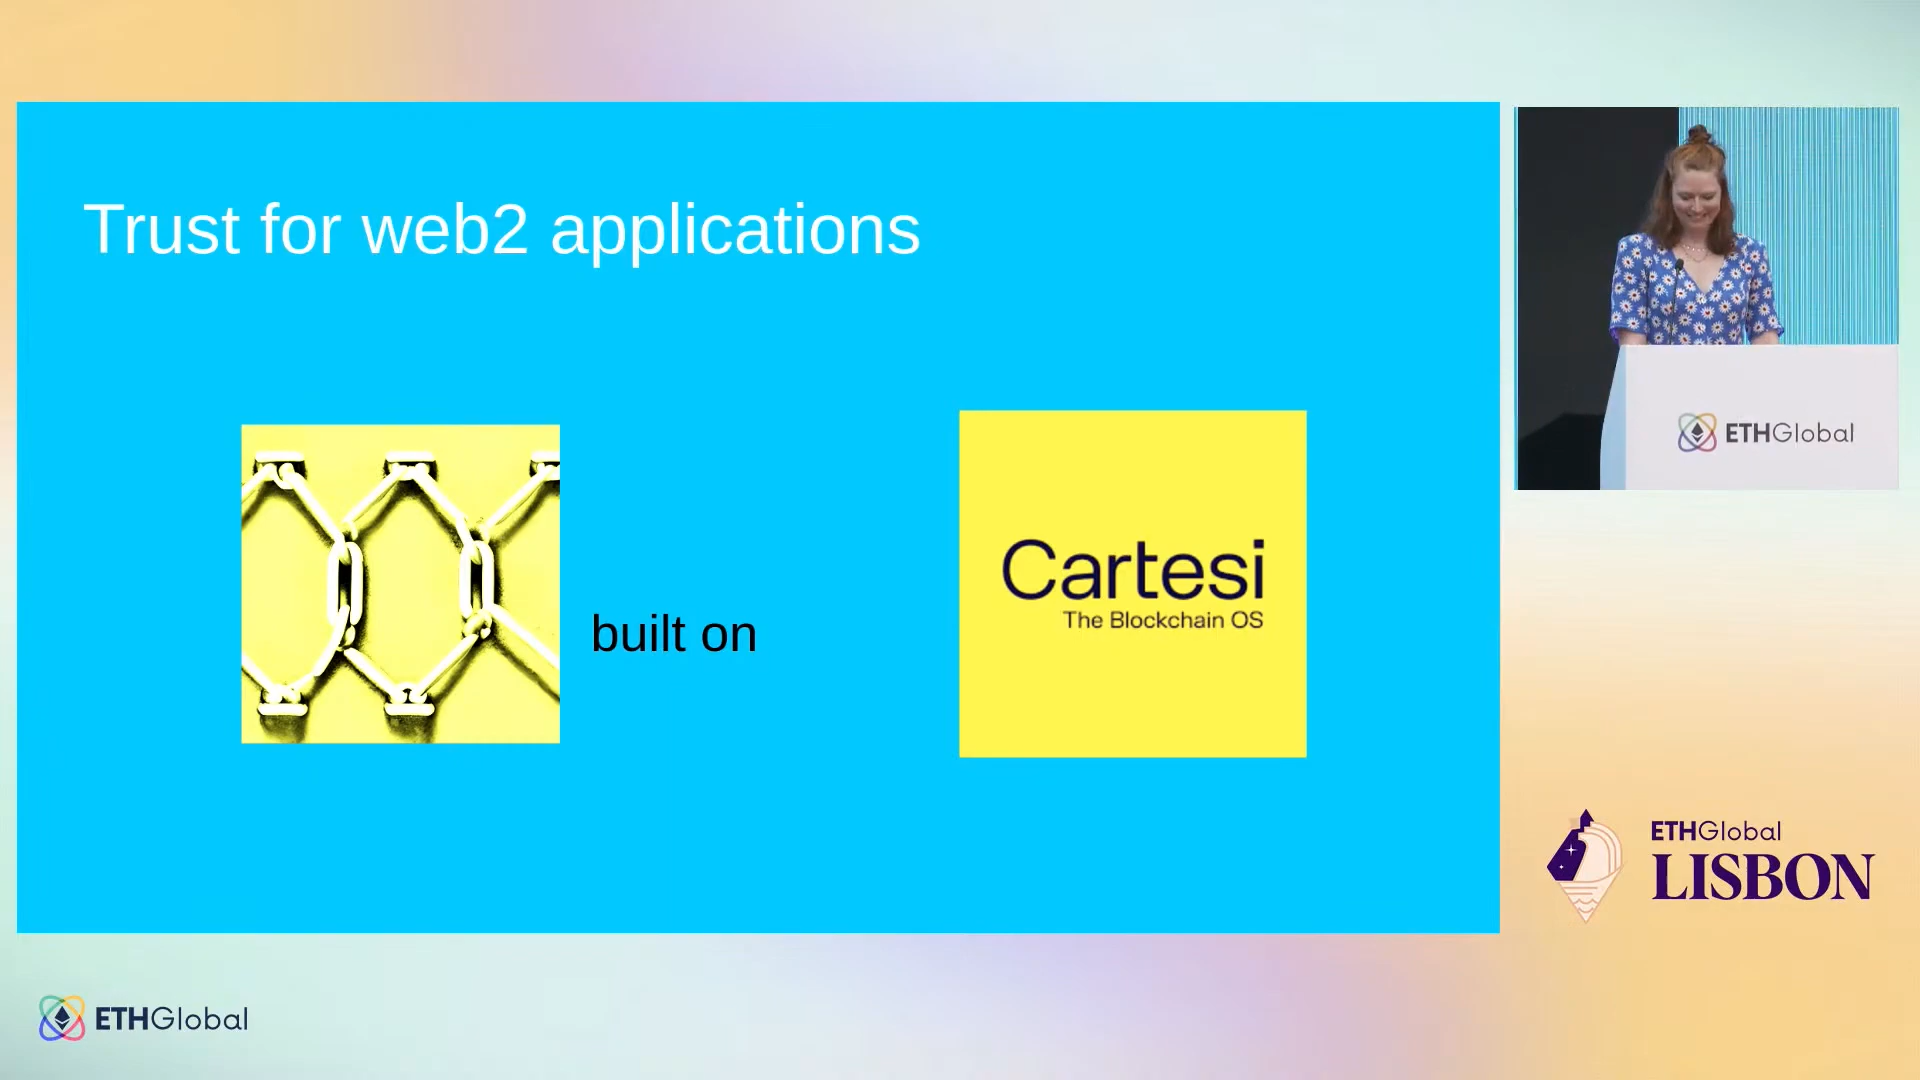 Trust for web2 applications
built on
Cartesi
The Blockchain OS
ETHGlobal
ETHGlobal
LISBON
ETHGlobal